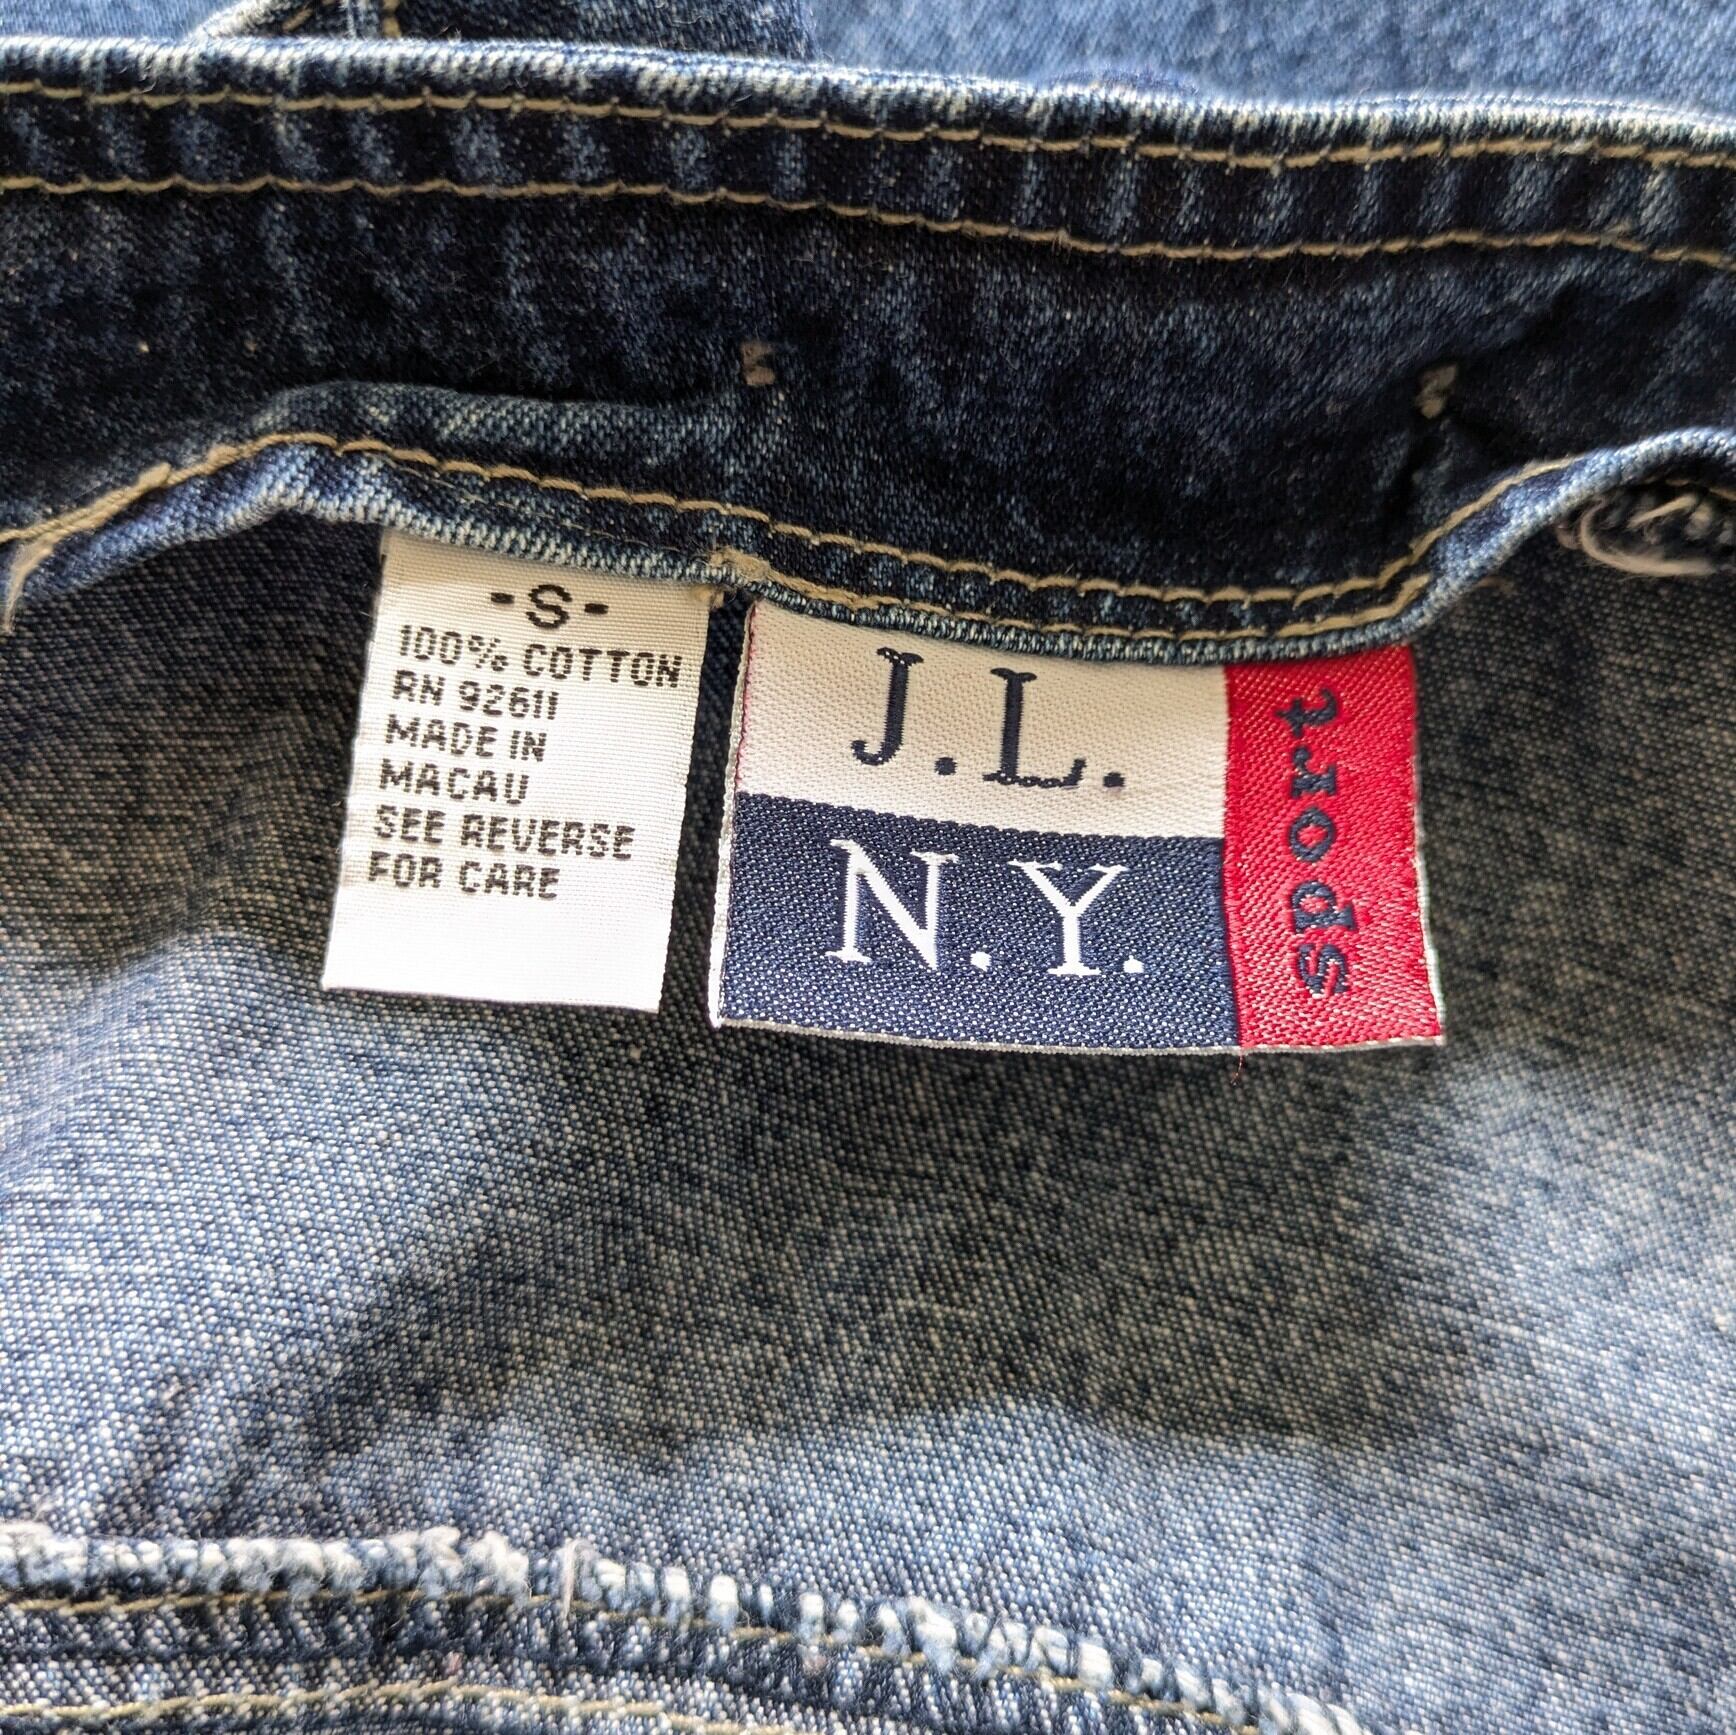 -S-
100% COTTON
RN 92611
MADE IN
MACAU
SEE REVERSE
FOR CARE
J.L.
N.Y.
sport